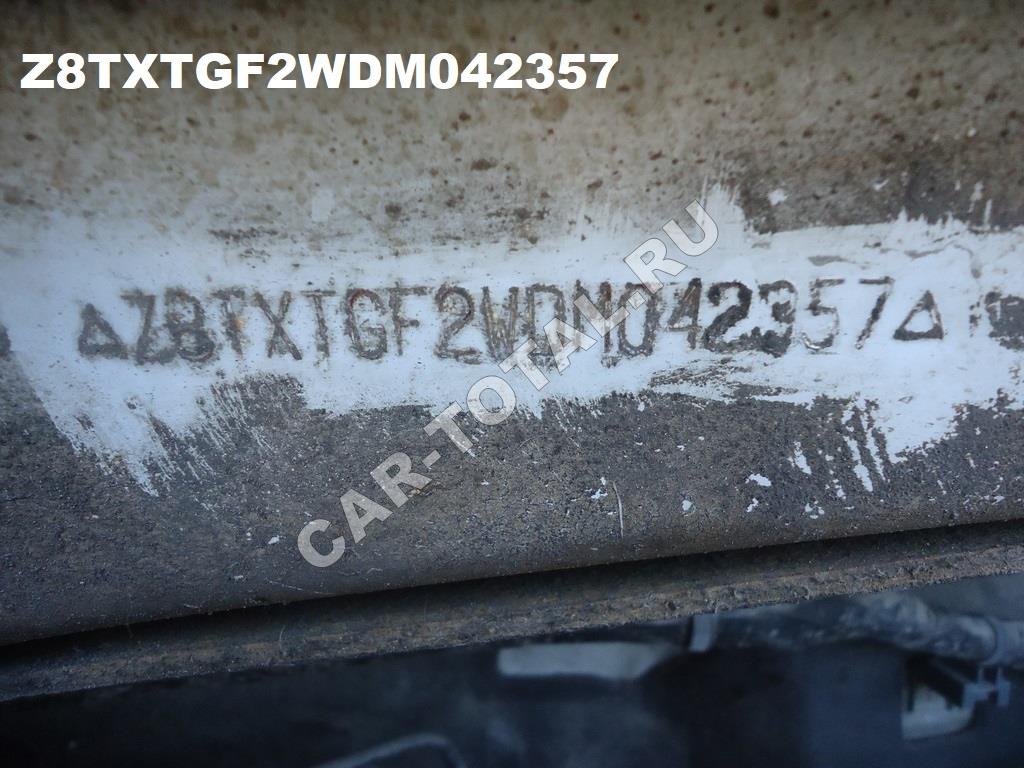 Z8TXTGF2WDM042357
∆Z8TXTGF2WDM042357∆
CAR-TOTAL.RU